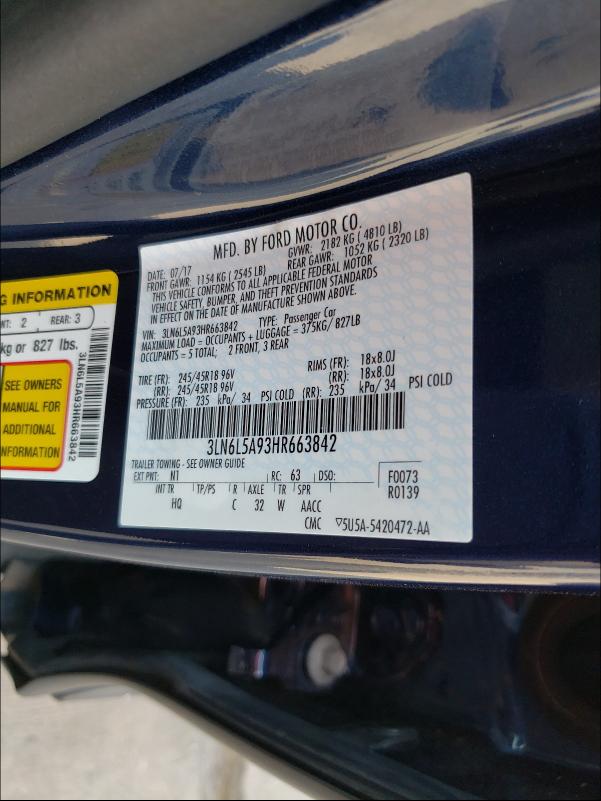 MFD. BY FORD MOTOR CO.
DATE: 07/17 GVWR: 2182 KG ( 4810 LB)
FRONT GAWR: 1154 KG ( 2545 LB) REAR GAWR: 1052 KG ( 2320 LB)
THIS VEHICLE CONFORMS TO ALL APPLICABLE FEDERAL MOTOR
VEHICLE SAFETY, BUMPER, AND THEFT PREVENTION STANDARDS
IN EFFECT ON THE DATE OF MANUFACTURE SHOWN ABOVE.
VIN: 3LN6L5A93HR663842 TYPE: Passenger Car
MAXIMUM LOAD = OCCUPANTS + LUGGAGE = 375KG/ 827LB
OCCUPANTS = 5 TOTAL; 2 FRONT, 3 REAR
TIRE (FR): 245/45R18 96V RIMS (FR): 18x8.0J
(RR): 245/45R18 96V (RR): 18x8.0J
PRESSURE (FR): 235 kPa/ 34 PSI COLD (RR): 235 kPa/ 34 PSI COLD
3LN6L5A93HR663842
TRAILER TOWING - SEE OWNER GUIDE
EXT PNT: N1 RC: 63 DSO: F0073
INT TR TP/PS R AXLE TR SPR R0139
HQ C 32 W AACC
CMC ▽5U5A-5420472-AA
G INFORMATION
NT: 2 REAR: 3
kg or 827 lbs.
SEE OWNERS
MANUAL FOR
ADDITIONAL
INFORMATION
3LN6L5A93HR663842